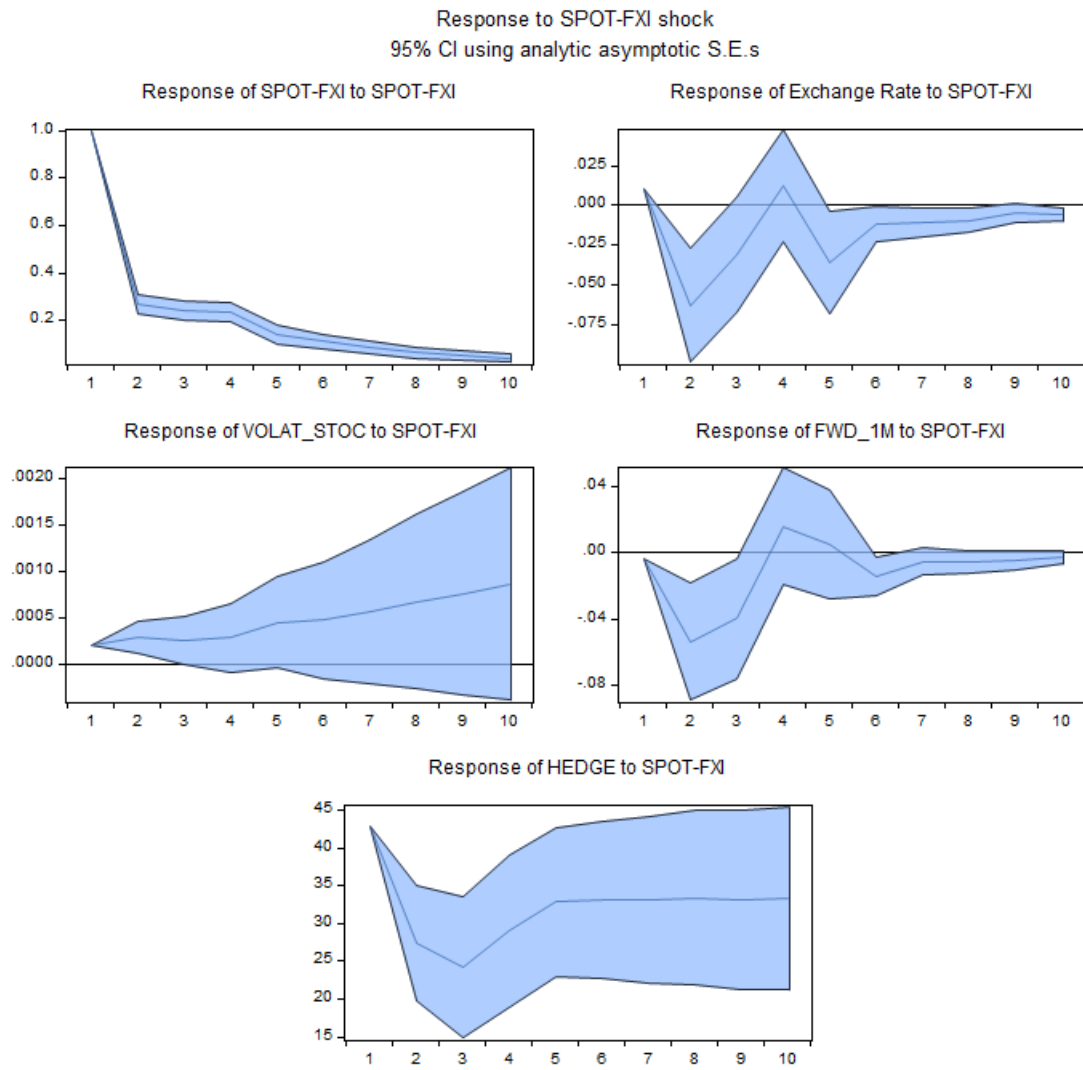 Response to SPOT-FXI shock
95% CI using analytic asymptotic S.E.s
Response of SPOT-FXI to SPOT-FXI
1.0
0.8
0.6
0.4
0.2
1 2 3 4 5 6 7 8 9 10
Response of Exchange Rate to SPOT-FXI
.025
.000
-.025
-.050
-.075
1 2 3 4 5 6 7 8 9 10
Response of VOLAT_STOC to SPOT-FXI
.0020
.0015
.0010
.0005
.0000
1 2 3 4 5 6 7 8 9 10
Response of FWD_1M to SPOT-FXI
.04
.00
-.04
-.08
1 2 3 4 5 6 7 8 9 10
Response of HEDGE to SPOT-FXI
45
40
35
30
25
20
15
1 2 3 4 5 6 7 8 9 10